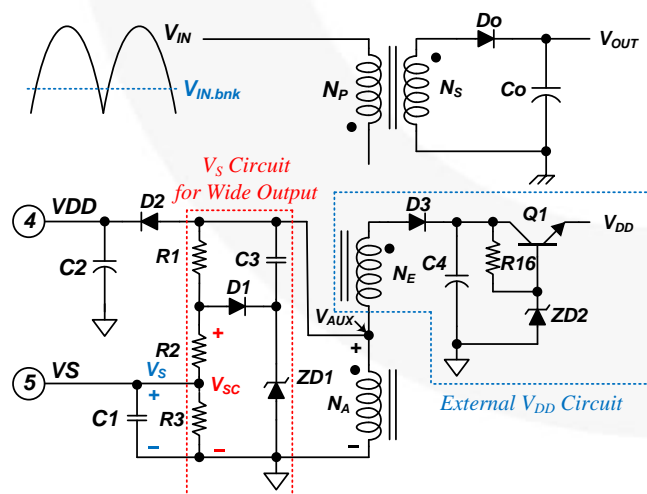 VIN
Do
VOUT
VIN.bnk
NP
NS
Co
VS Circuit
for Wide Output
4
VDD
D2
D3
Q1
VDD
R1
C3
C2
NE
C4
R16
D1
VAUX
ZD2
+
+
R2
5
VS
VS
VSC
ZD1
+
C1
R3
NA
External VDD Circuit
−
−
−